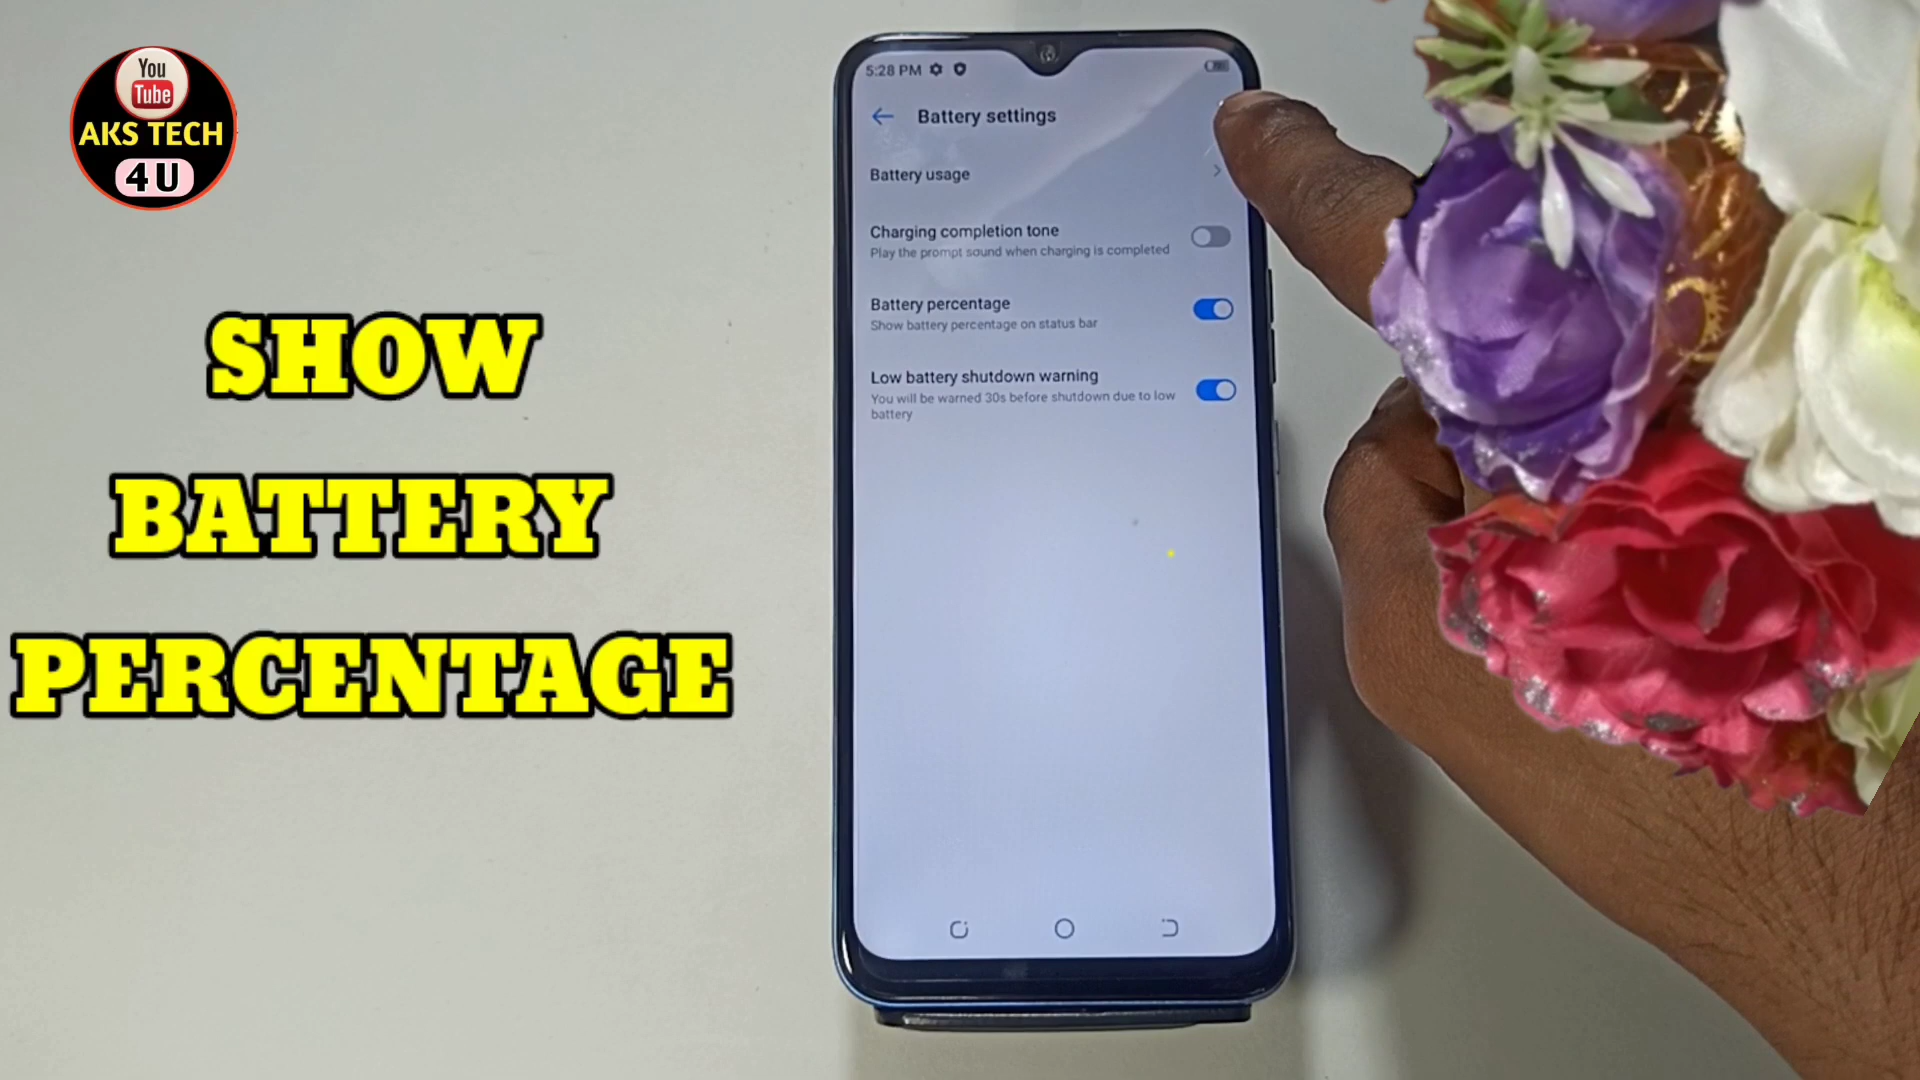 You
Tube
AKS TECH
4U
SHOW
BATTERY
PERCENTAGE
5:28 PM
Battery settings
Battery usage
Charging completion tone
Play the prompt sound when charging is completed
Battery percentage
Show battery percentage on status bar
Low battery shutdown warning
You will be warned 30s before shutdown due to low
battery